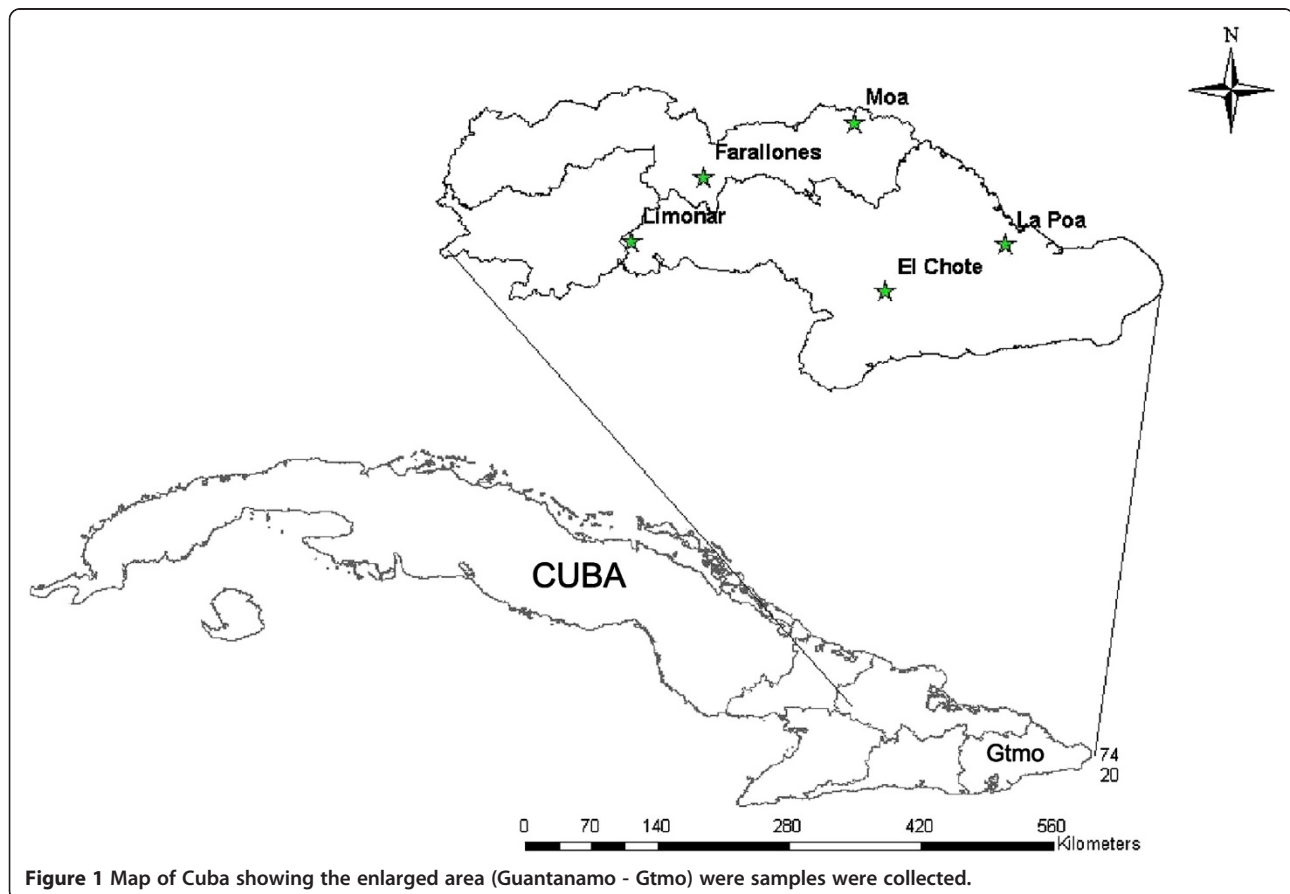 N
Moa
Farallones
Limonar
La Poa
El Chote
CUBA
Gtmo
74
20
0 70 140 280 420 560
Kilometers
Figure 1 Map of Cuba showing the enlarged area (Guantanamo - Gtmo) were samples were collected.